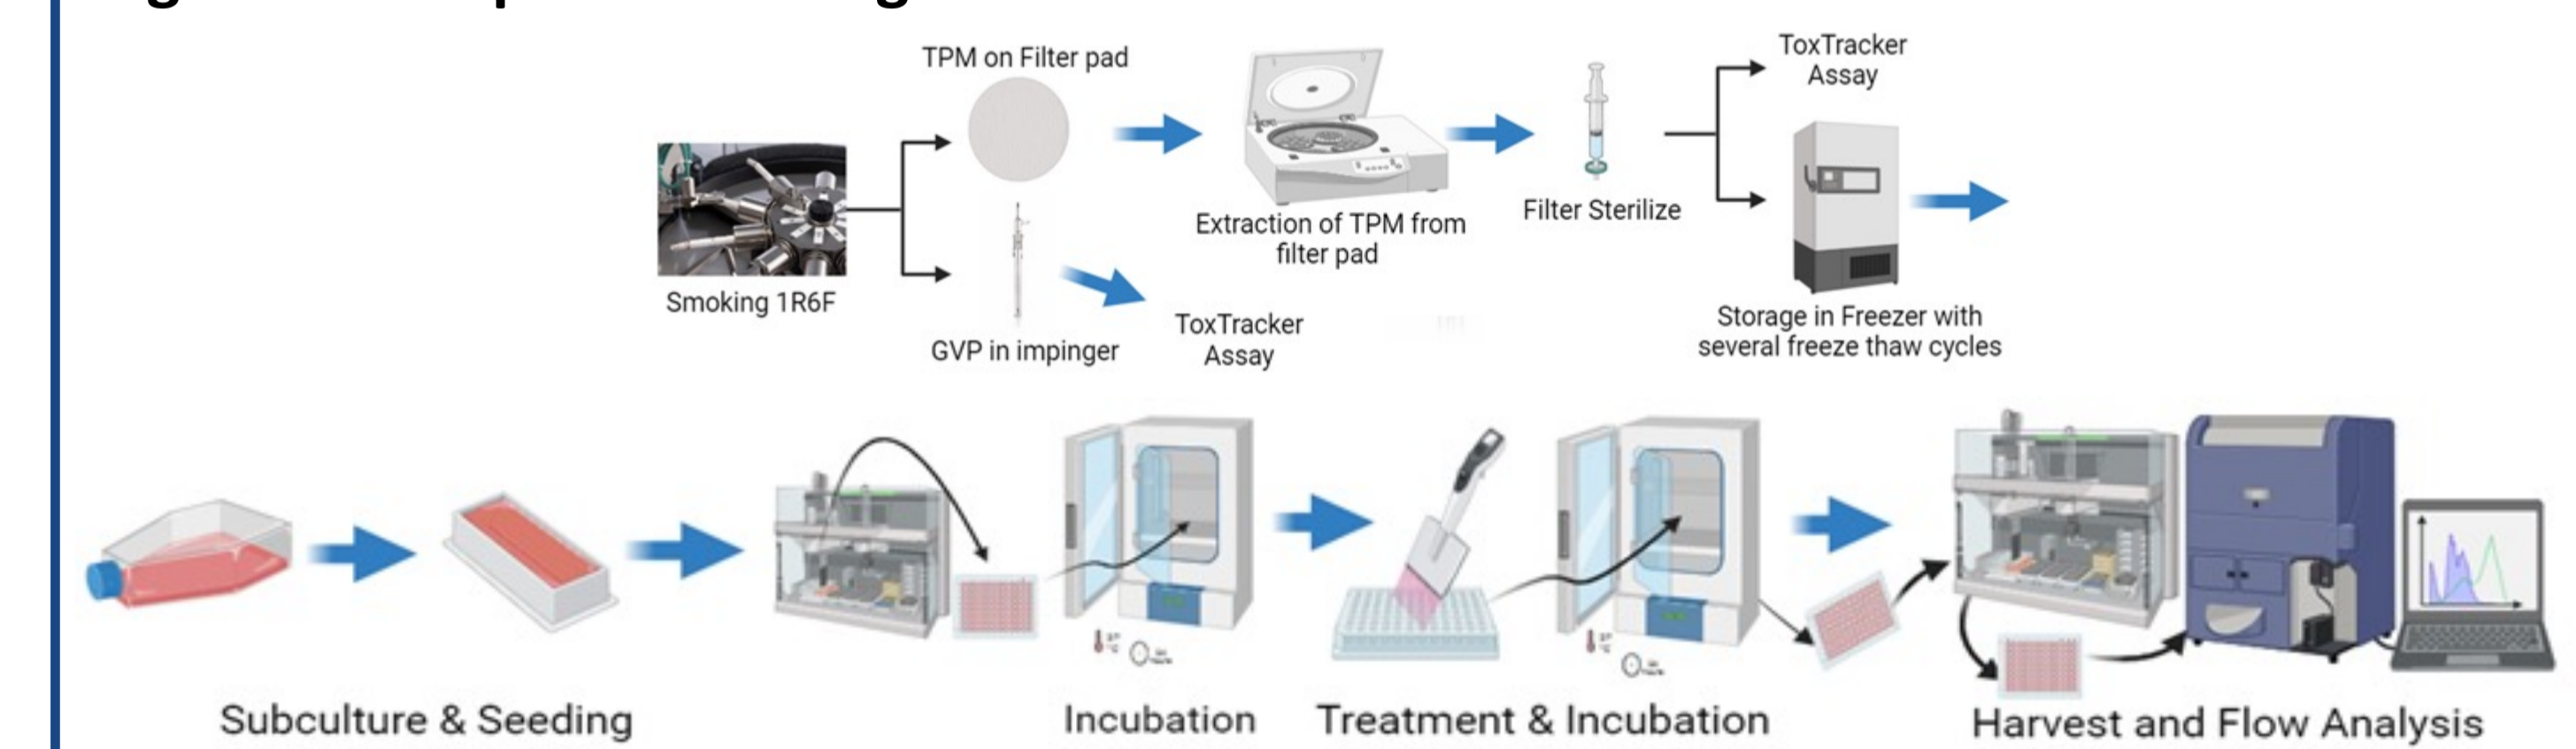 TPM on Filter pad
ToxTracker
Assay
Smoking 1R6F
GVP in impinger
ToxTracker
Assay
Extraction of TPM from
filter pad
Filter Sterilize
Storage in Freezer with
several freeze thaw cycles
Subculture & Seeding
Incubation
Treatment & Incubation
Harvest and Flow Analysis